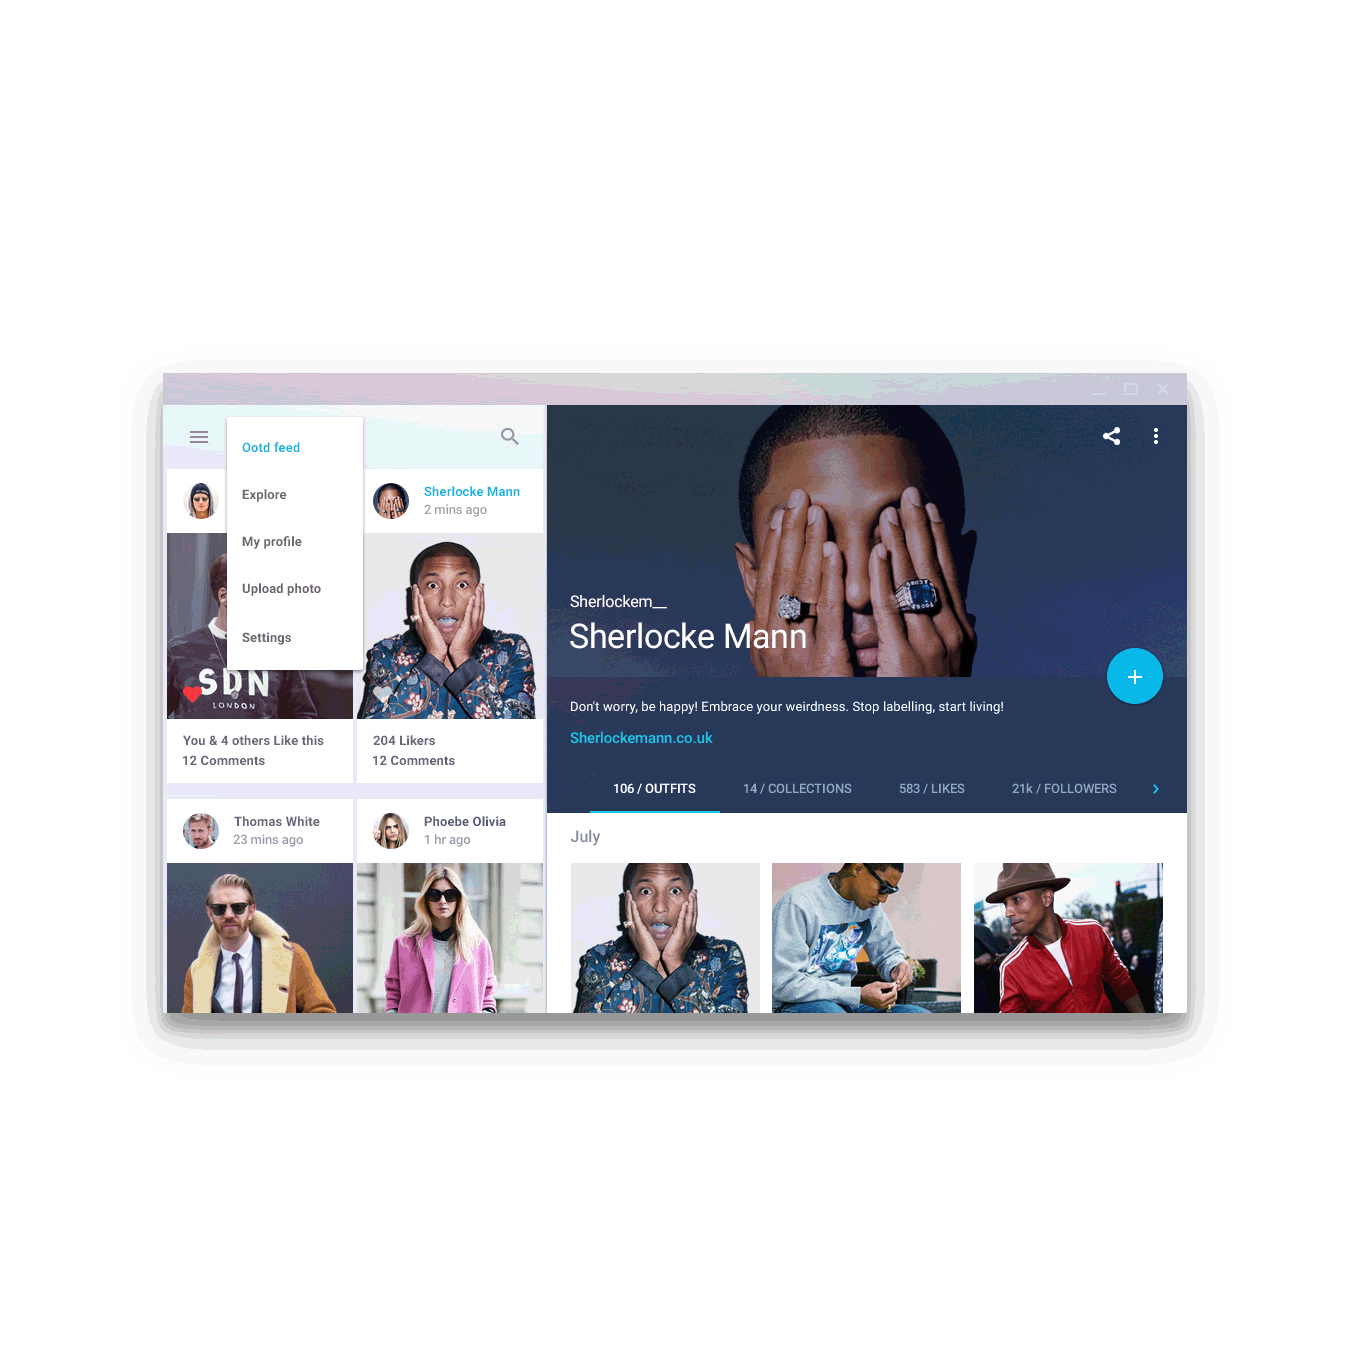 Ootd feed
Explore
My profile
Upload photo
Settings
Sherlocke Mann
2 mins ago
SDN
LONDON
You & 4 others Like this
12 Comments
204 Likers
12 Comments
Thomas White
23 mins ago
Phoebe Olivia
1 hr ago
Sherlockem__
Sherlocke Mann
Don't worry, be happy! Embrace your weirdness. Stop labelling, start living!
Sherlockemann.co.uk
106 / OUTFITS
14 / COLLECTIONS
583 / LIKES
21k / FOLLOWERS
July